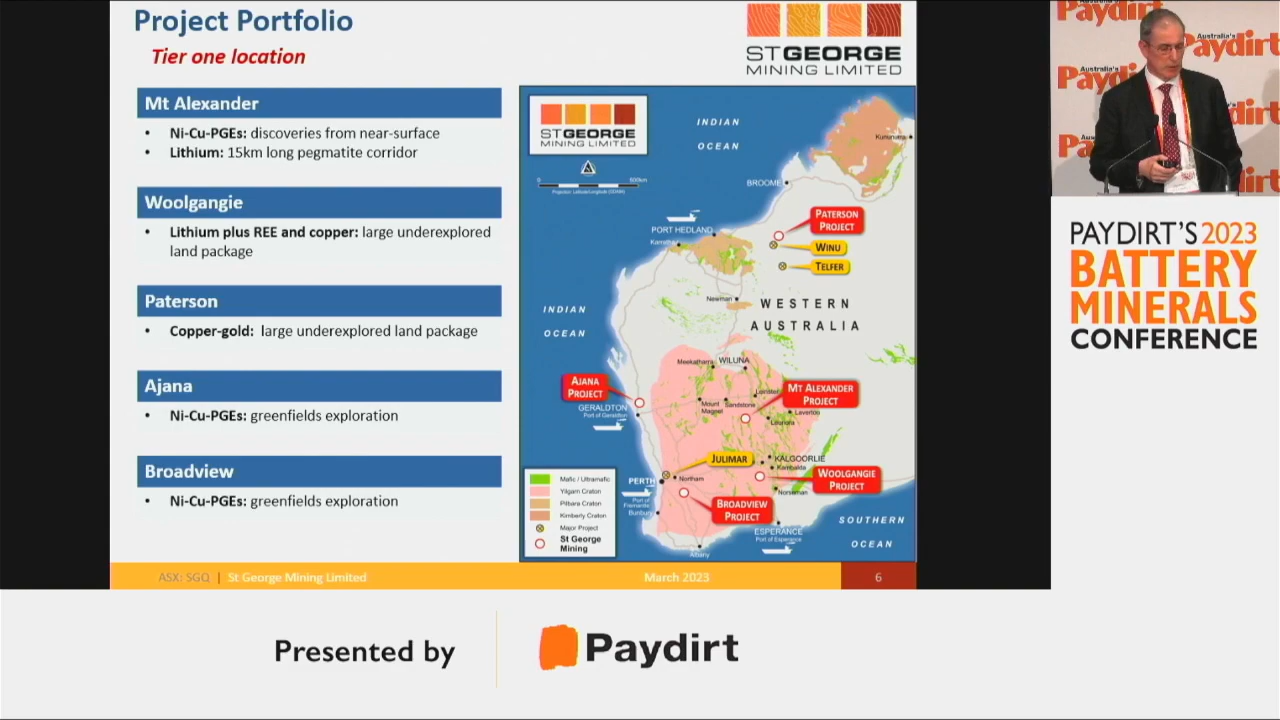 Project Portfolio
Tier one location
ST GEORGE
MINING LIMITED
Mt Alexander
• Ni-Cu-PGEs: discoveries from near-surface
• Lithium: 15km long pegmatite corridor
Woolgangie
• Lithium plus REE and copper: large underexplored
land package
Paterson
• Copper-gold: large underexplored land package
Ajana
• Ni-Cu-PGEs: greenfields exploration
Broadview
• Ni-Cu-PGEs: greenfields exploration
ST GEORGE
MINING LIMITED
0 500km
INDIAN
OCEAN
Kununurra
BROOME
PATERSON
PROJECT
PORT HEDLAND
Karratha
WINU
TELFER
Newman
WESTERN
AUSTRALIA
INDIAN
OCEAN
Meekatharra
WILUNA
AJANA
PROJECT
GERALDTON
Port of Geraldton
Mount
Magnet
Sandstone
Leinster
MT ALEXANDER
PROJECT
Laverton
Leonora
JULIMAR
KALGOORLIE
Kambalda
PERTH
Northam
Port of
Fremantle
Bunbury
WOOLGANGIE
PROJECT
Norseman
BROADVIEW
PROJECT
ESPERANCE
Port of Esperance
Albany
SOUTHERN
OCEAN
Mafic / Ultramafic
Yilgarn Craton
Pilbara Craton
Kimberly Craton
Major Project
St George
Mining
ASX: SGQ | St George Mining Limited
March 2023
6
Paydirt
Australia's
Paydirt
Australia's
PAYDIRT'S 2023
BATTERY
MINERALS
CONFERENCE
Presented by
Paydirt